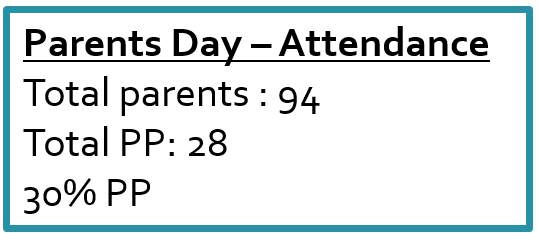 Parents Day – Attendance
Total parents : 94
Total PP: 28
30% PP